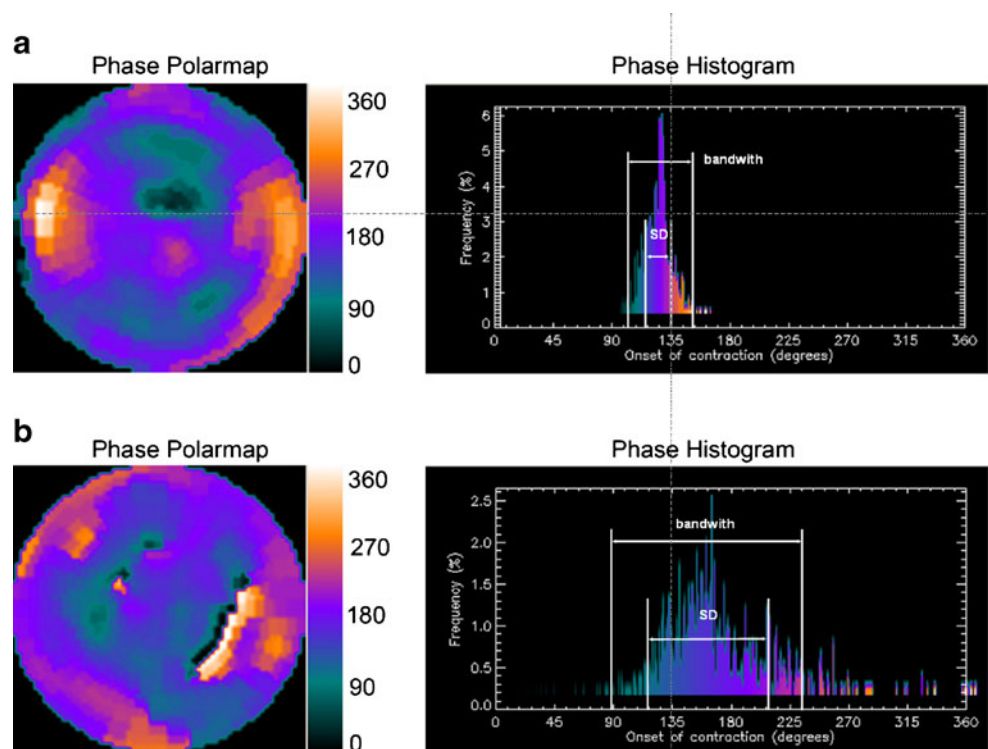 a
Phase Polarmap
360
270
180
90
0
Phase Histogram
6
5
4
3
2
1
0
Frequency (%)
bandwith
SD
0 45 90 135 180 225 270 315 360
Onset of contraction (degrees)
b
Phase Polarmap
360
270
180
90
0
Phase Histogram
2.5
2.0
1.5
1.0
0.5
0.0
Frequency (%)
bandwith
SD
0 45 90 135 180 225 270 315 360
Onset of contraction (degrees)